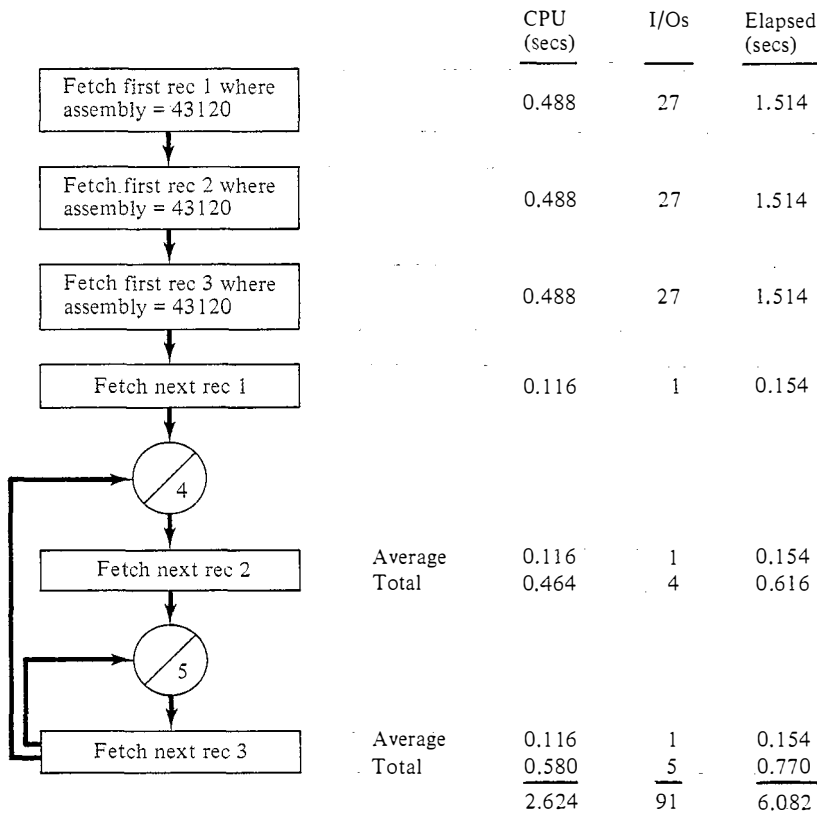 CPU I/Os Elapsed
(secs) (secs)
Fetch first rec 1 where
assembly = 43120
0.488 27 1.514
Fetch first rec 2 where
assembly = 43120
0.488 27 1.514
Fetch first rec 3 where
assembly = 43120
0.488 27 1.514
Fetch next rec 1 0.116 1 0.154
4
Fetch next rec 2
Average 0.116 1 0.154
Total 0.464 4 0.616
5
Fetch next rec 3
Average 0.116 1 0.154
Total 0.580 5 0.770
2.624 91 6.082